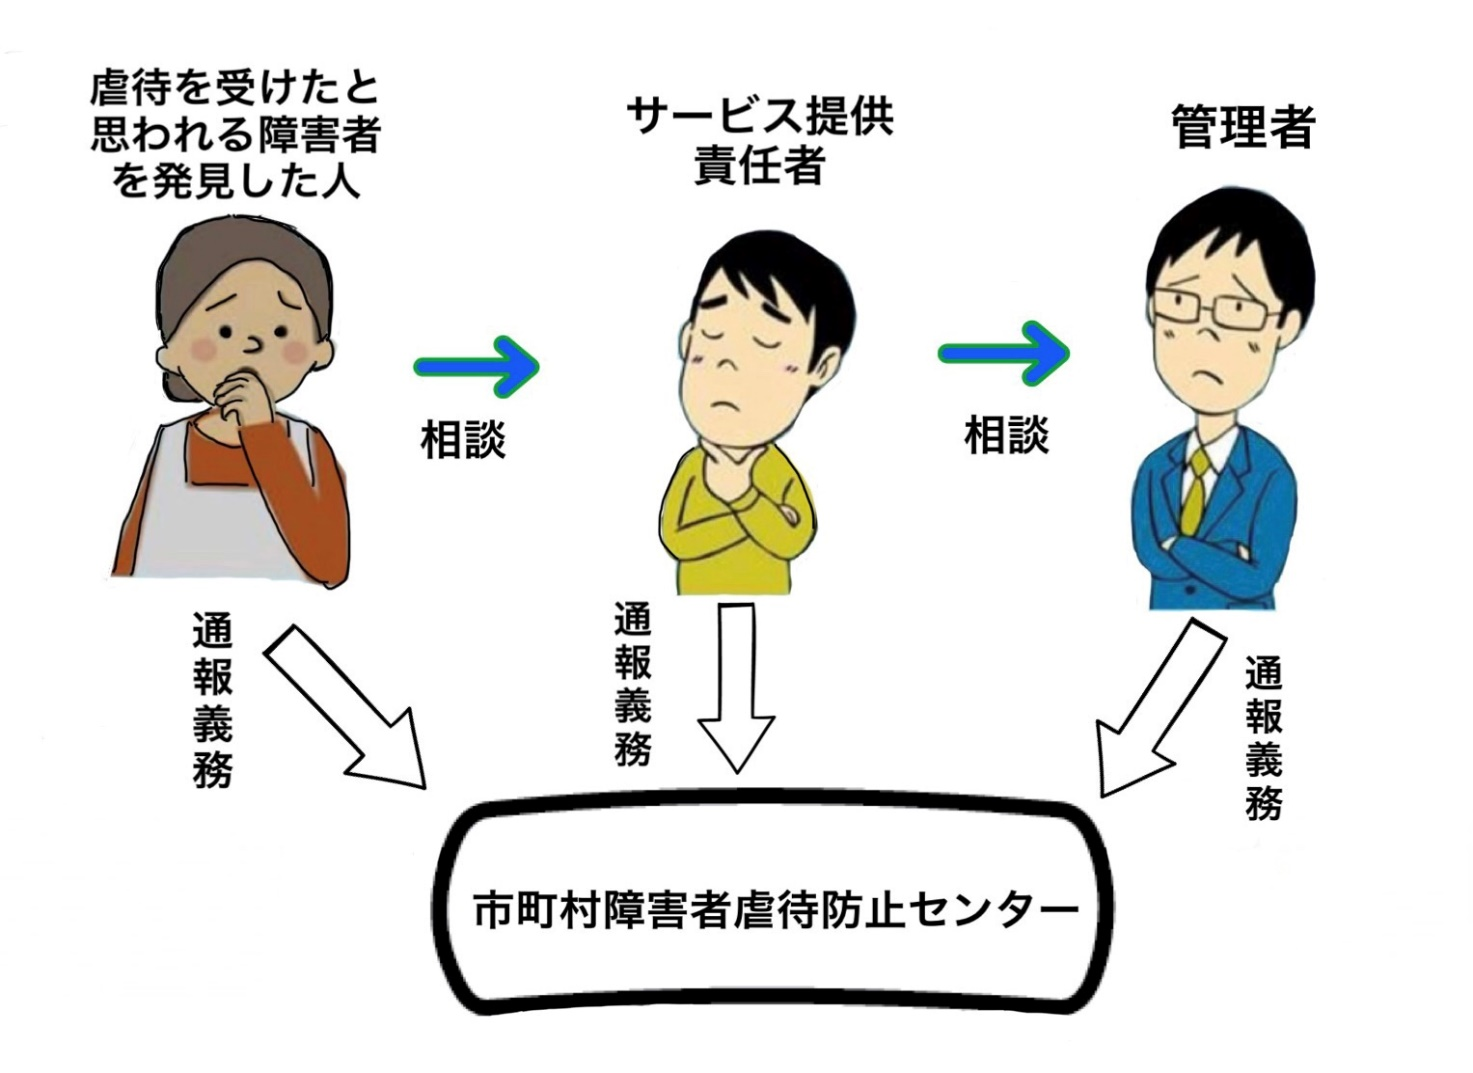 虐待を受けたと
思われる障害者
を発見した人
サービス提供
責任者
管理者
相談
相談
通報義務
通報義務
通報義務
市町村障害者虐待防止センター